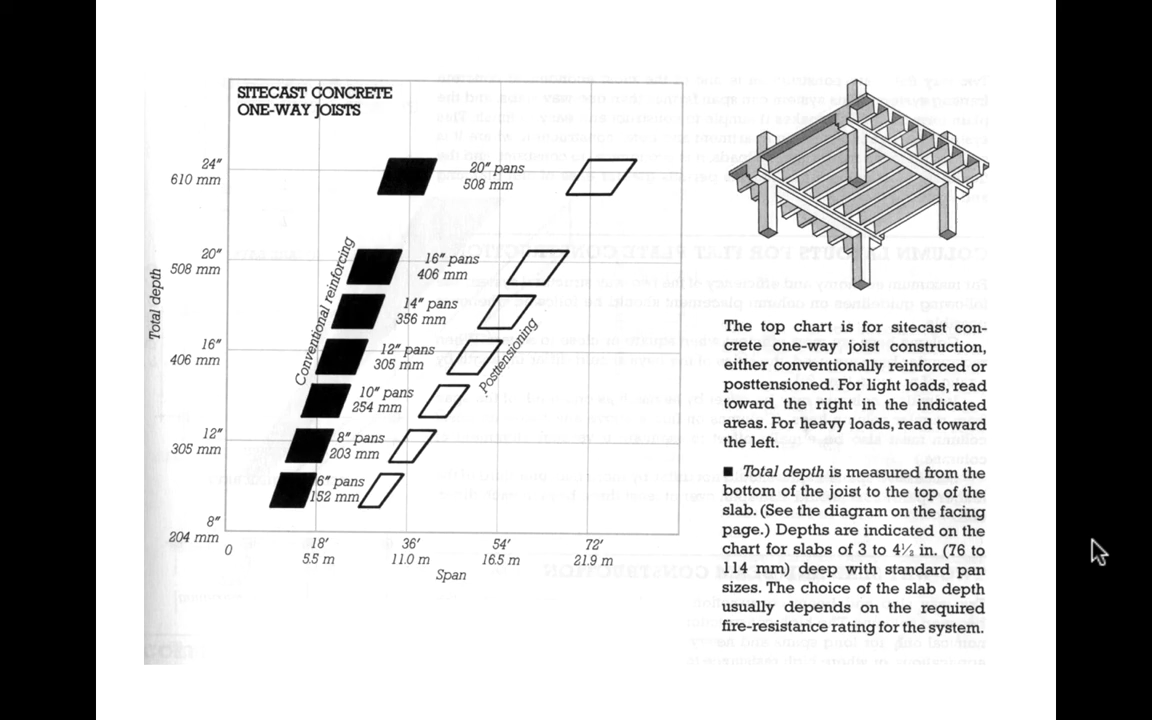 SITECAST CONCRETE
ONE-WAY JOISTS
24″
610 mm
20″ pans
508 mm
20″
508 mm
16″ pans
406 mm
14″ pans
356 mm
16″
406 mm
12″ pans
305 mm
10″ pans
254 mm
12″
305 mm
8″ pans
203 mm
6″ pans
152 mm
8″
204 mm
Total depth
Conventional reinforcing
Posttensioning
0
18′
5.5 m
36′
11.0 m
54′
16.5 m
72′
21.9 m
Span
The top chart is for sitecast con-
crete one-way joist construction,
either conventionally reinforced or
posttensioned. For light loads, read
toward the right in the indicated
areas. For heavy loads, read toward
the left.
■ Total depth is measured from the
bottom of the joist to the top of the
slab. (See the diagram on the facing
page.) Depths are indicated on the
chart for slabs of 3 to 4½ in. (76 to
114 mm) deep with standard pan
sizes. The choice of the slab depth
usually depends on the required
fire-resistance rating for the system.